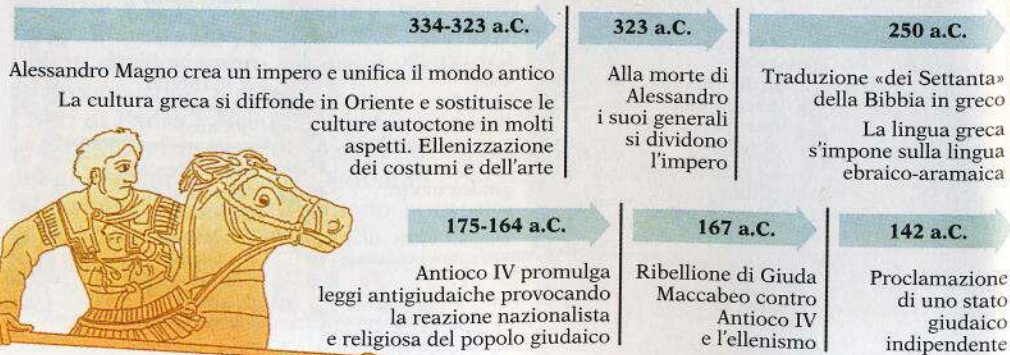 334-323 a.C.
Alessandro Magno crea un impero e unifica il mondo antico
La cultura greca si diffonde in Oriente e sostituisce le
culture autoctone in molti
aspetti. Ellenizzazione
dei costumi e dell'arte
323 a.C.
Alla morte di
Alessandro
i suoi generali
si dividono
l'impero
250 a.C.
Traduzione «dei Settanta»
della Bibbia in greco
La lingua greca
s'impone sulla lingua
ebraico-aramaica
175-164 a.C.
Antioco IV promulga
leggi antigiudaiche provocando
la reazione nazionalista
e religiosa del popolo giudaico
167 a.C.
Ribellione di Giuda
Maccabeo contro
Antioco IV
e l'ellenismo
142 a.C.
Proclamazione
di uno stato
giudaico
indipendente